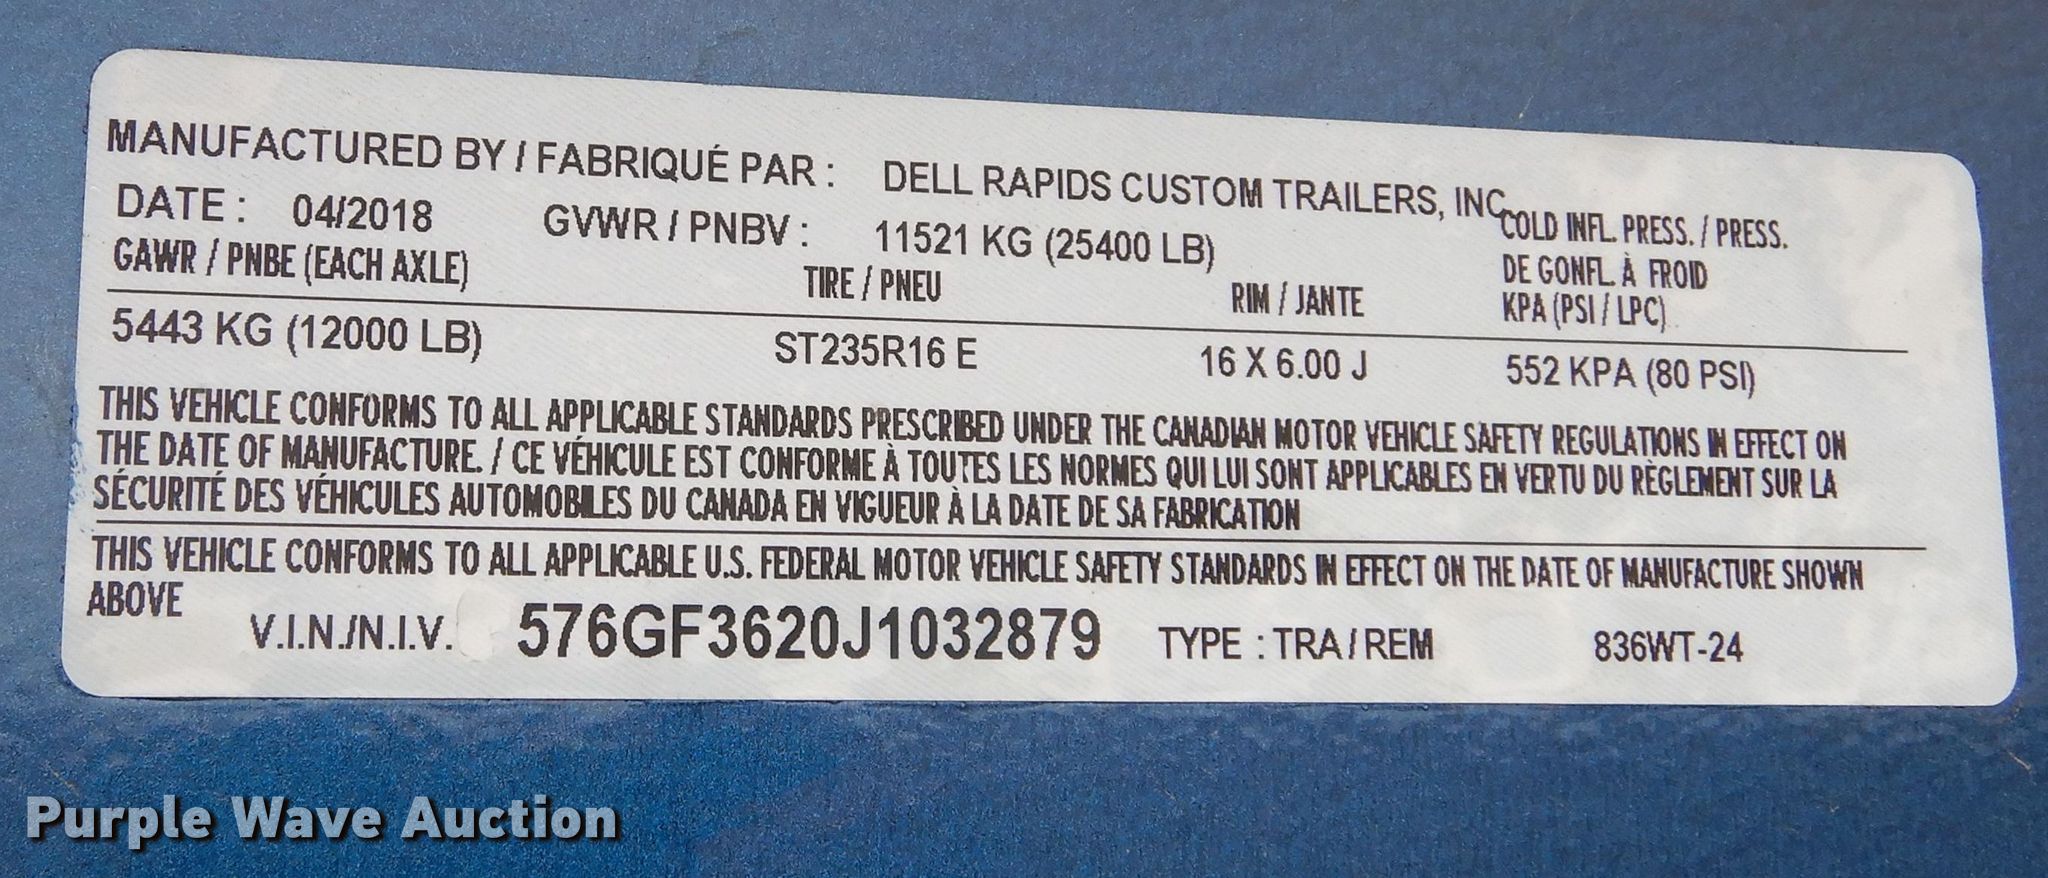 MANUFACTURED BY / FABRIQUÉ PAR : DELL RAPIDS CUSTOM TRAILERS, INC.
DATE : 04/2018 GVWR / PNBV : 11521 KG (25400 LB)
COLD INFL. PRESS. / PRESS.
DE GONFL. À FROID
KPA (PSI / LPC)
GAWR / PNBE (EACH AXLE) TIRE / PNEU RIM / JANTE
5443 KG (12000 LB) ST235R16 E 16 X 6.00 J 552 KPA (80 PSI)
THIS VEHICLE CONFORMS TO ALL APPLICABLE STANDARDS PRESCRIBED UNDER THE CANADIAN MOTOR VEHICLE SAFETY REGULATIONS IN EFFECT ON
THE DATE OF MANUFACTURE. / CE VÉHICULE EST CONFORME À TOUTES LES NORMES QUI LUI SONT APPLICABLES EN VERTU DU RÈGLEMENT SUR LA
SÉCURITÉ DES VÉHICULES AUTOMOBILES DU CANADA EN VIGUEUR À LA DATE DE SA FABRICATION
THIS VEHICLE CONFORMS TO ALL APPLICABLE U.S. FEDERAL MOTOR VEHICLE SAFETY STANDARDS IN EFFECT ON THE DATE OF MANUFACTURE SHOWN
ABOVE
V.I.N./N.I.V. 576GF3620J1032879 TYPE : TRA / REM 836WT-24
Purple Wave Auction